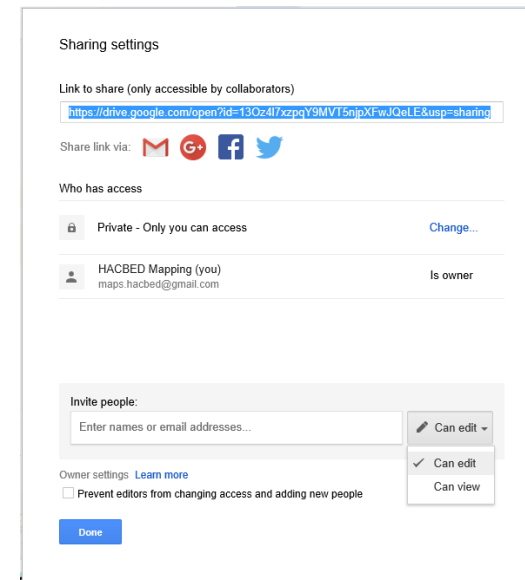 Sharing settings
Link to share (only accessible by collaborators)
https://drive.google.com/open?id=13Oz4I7xzpqY9MVT5njpXFwJQeLE&usp=sharing
Share link via:
G+
Who has access
Private - Only you can access Change...
HACBED Mapping (you) Is owner
maps.hacbed@gmail.com
Invite people:
Enter names or email addresses... Can edit
Can edit
Can view
Owner settings Learn more
Prevent editors from changing access and adding new people
Done